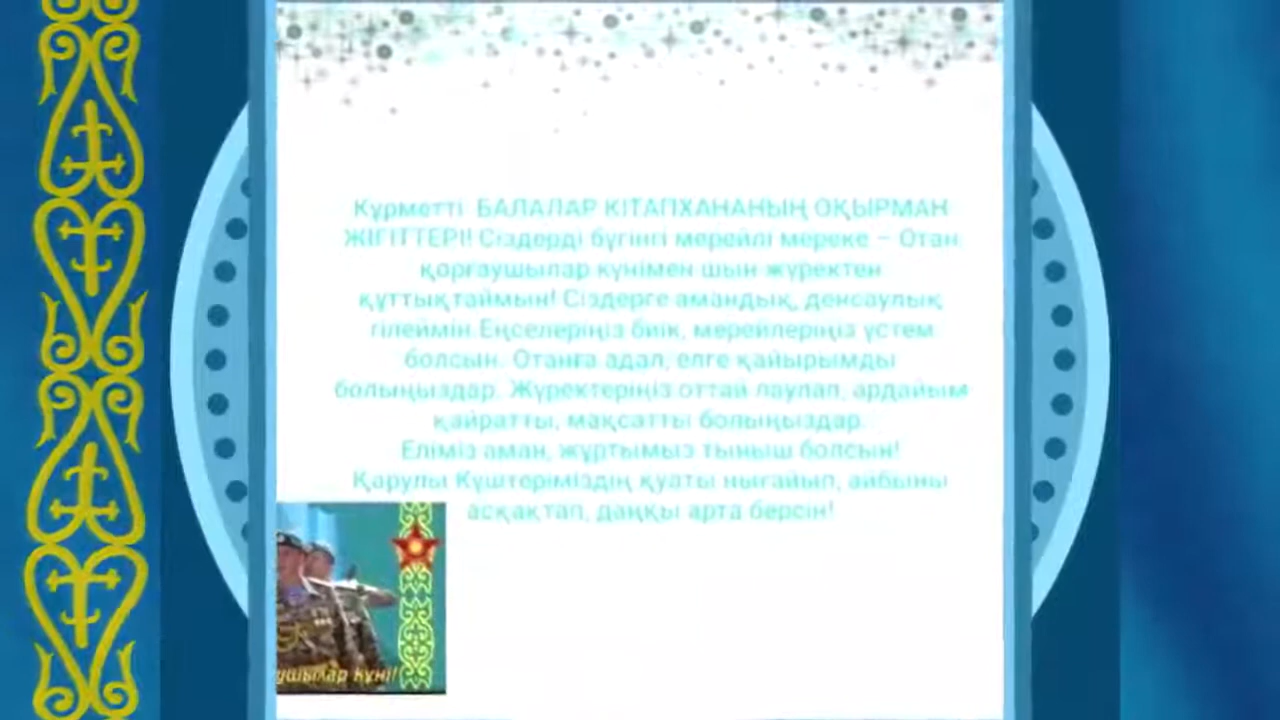 Құрметті БАЛАЛАР КІТАПХАНАНЫҢ ОҚЫРМАН
ЖІГІТТЕРІ! Сіздерді бүгінгі мерейлі мереке – Отан
қорғаушылар күнімен шын жүректен
құттықтаймын! Сіздерге амандық, денсаулық
тілеймін.Еңселеріңіз биік, мерейлеріңіз үстем
болсын. Отанға адал, елге қайырымды
болыңыздар. Жүректеріңіз оттай лаулап, ардайым
қайратты, мақсатты болыңыздар.
Еліміз аман, жұртымыз тыныш болсын!
Қарулы Күштеріміздің қуаты нығайып, айбыны
асқақтап, даңқы арта берсін!
ушылар күні!